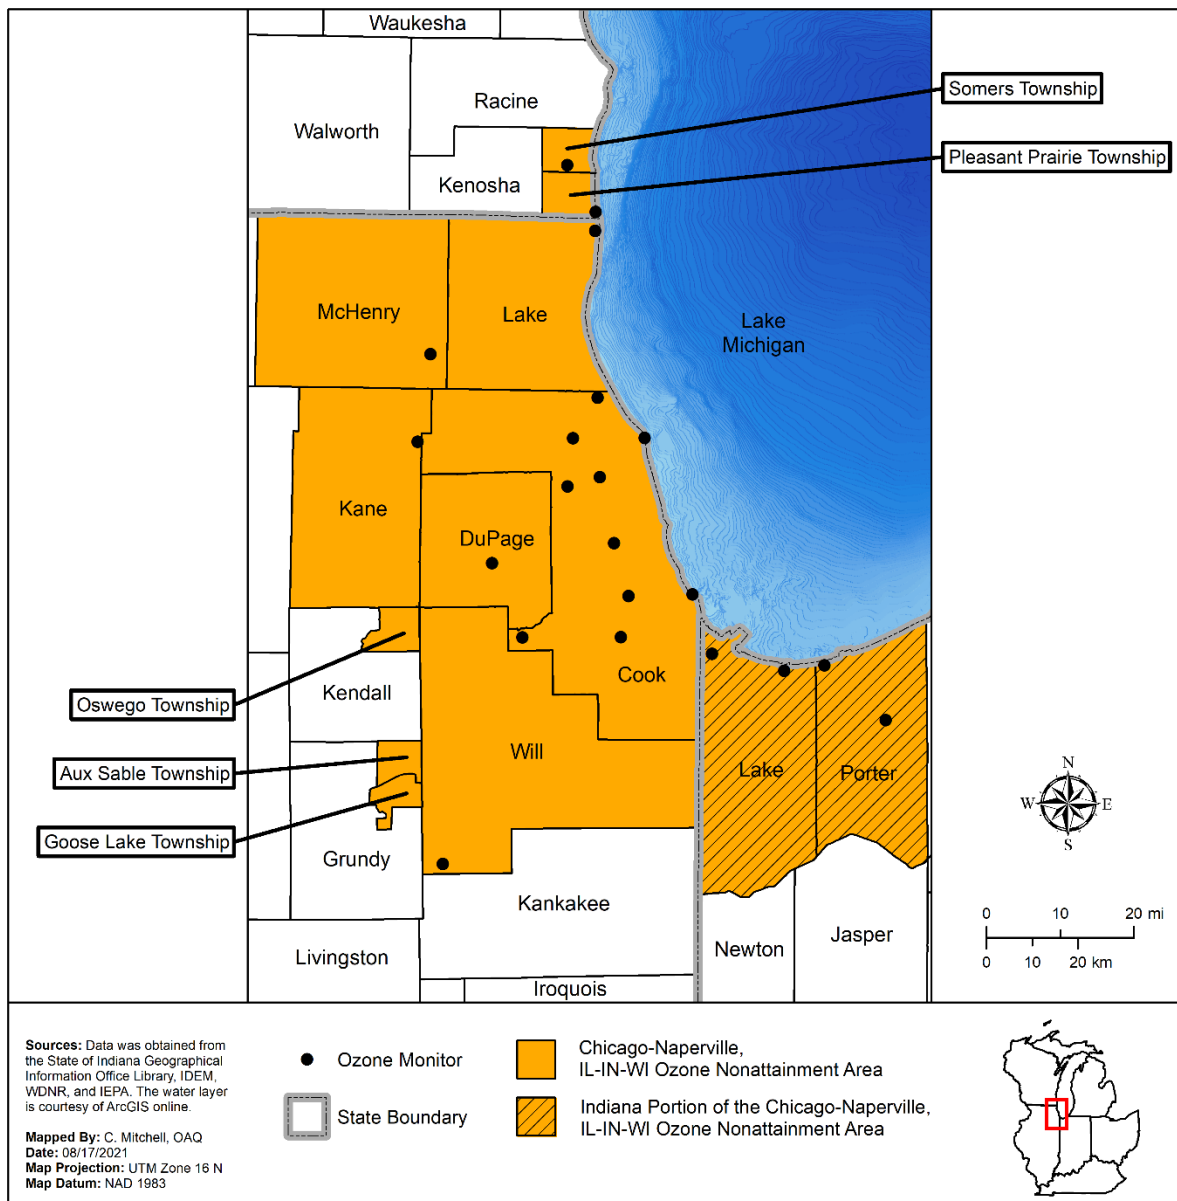 Waukesha
Racine
Walworth
Kenosha
Somers Township
Pleasant Prairie Township
McHenry
Lake
Lake
Michigan
Kane
DuPage
Cook
Oswego Township
Kendall
Aux Sable Township
Will
Lake
Porter
Goose Lake Township
Grundy
Kankakee
Livingston
Newton
Jasper
Iroquois
N
W
E
S
0 10 20 mi
0 10 20 km
Sources: Data was obtained from
the State of Indiana Geographical
Information Office Library, IDEM,
WDNR, and IEPA. The water layer
is courtesy of ArcGIS online.
Mapped By: C. Mitchell, OAQ
Date: 08/17/2021
Map Projection: UTM Zone 16 N
Map Datum: NAD 1983
Ozone Monitor
State Boundary
Chicago-Naperville,
IL-IN-WI Ozone Nonattainment Area
Indiana Portion of the Chicago-Naperville,
IL-IN-WI Ozone Nonattainment Area